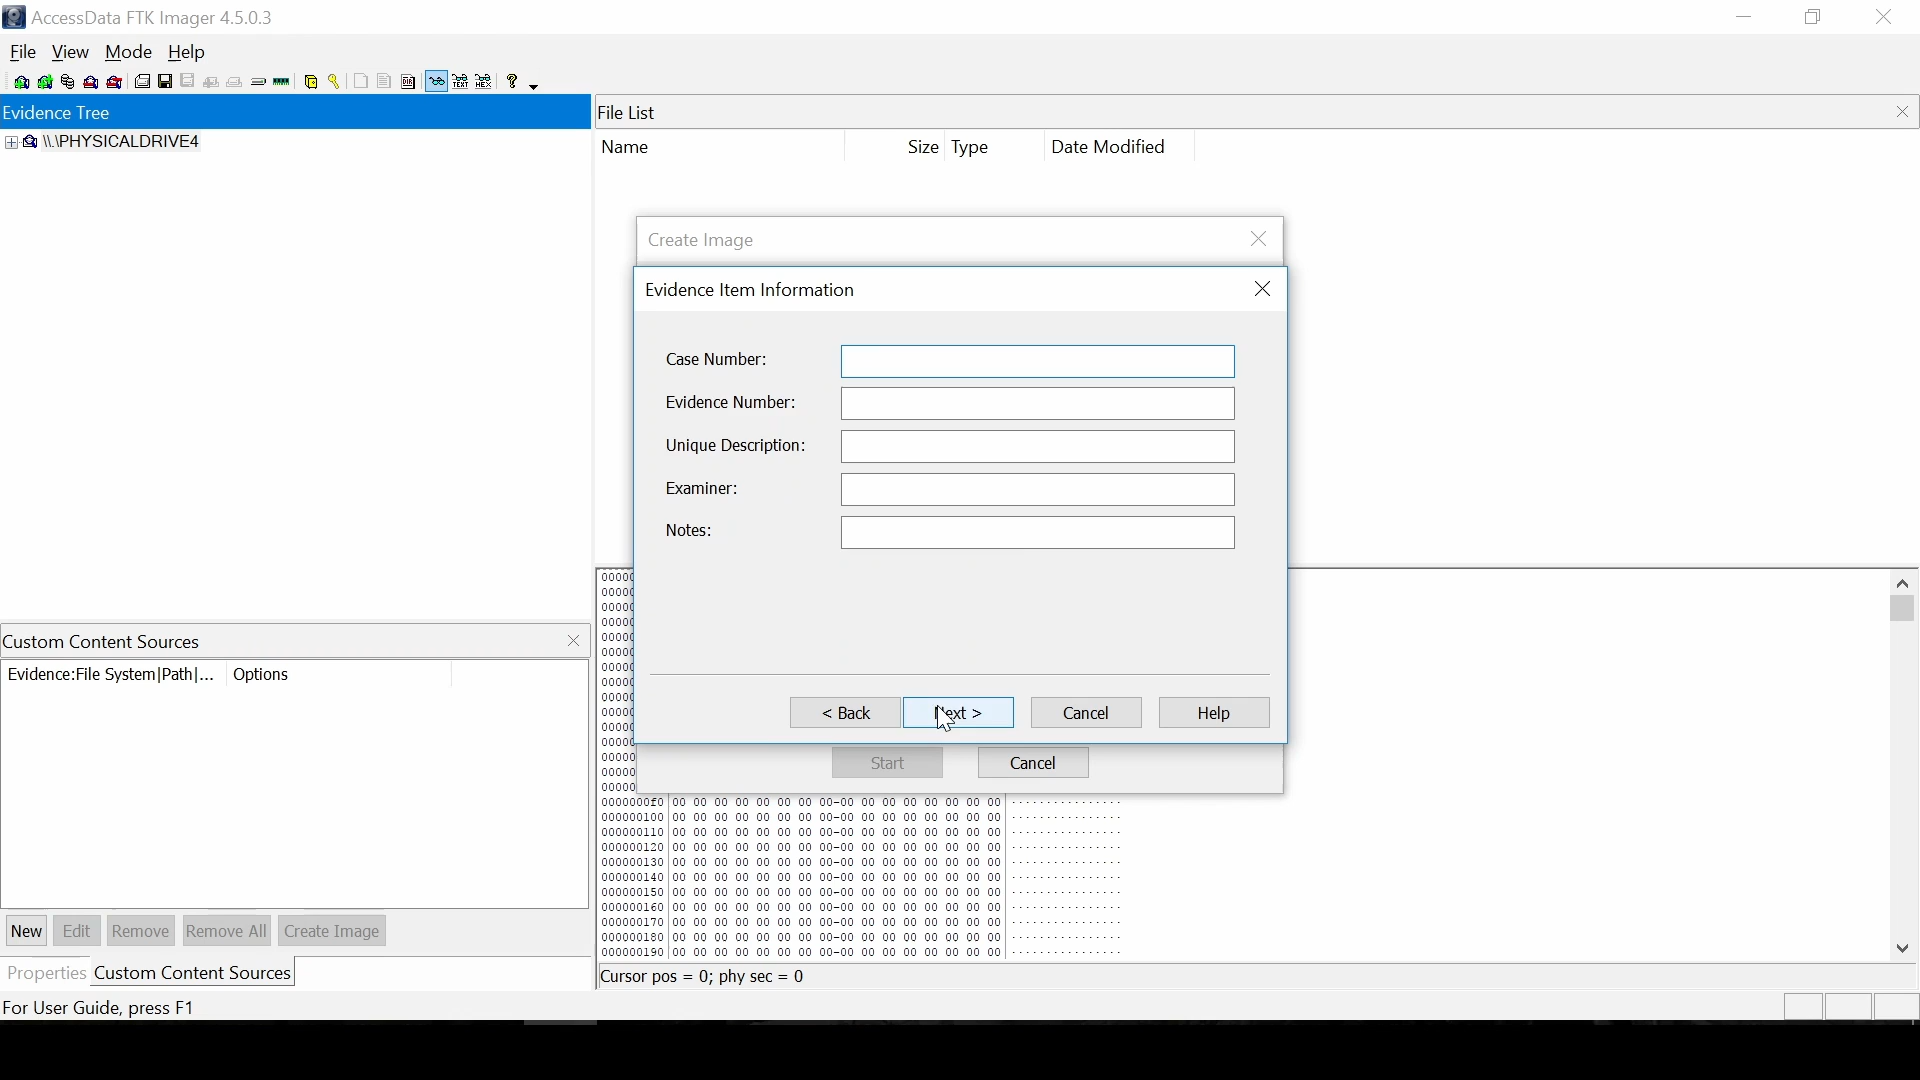 AccessData FTK Imager 4.5.0.3
File View Mode Help
Evidence Tree
\\.\PHYSICALDRIVE4
File List
Name Size Type Date Modified
Create Image
Evidence Item Information
Case Number:
Evidence Number:
Unique Description:
Examiner:
Notes:
< Back Next > Cancel Help
Start Cancel
Custom Content Sources
Evidence:File System|Path|... Options
New Edit Remove Remove All Create Image
Properties Custom Content Sources
0000000f0 00 00 00 00 00 00 00 00-00 00 00 00 00 00 00 00 ················
000000100 00 00 00 00 00 00 00 00-00 00 00 00 00 00 00 00 ················
000000110 00 00 00 00 00 00 00 00-00 00 00 00 00 00 00 00 ················
000000120 00 00 00 00 00 00 00 00-00 00 00 00 00 00 00 00 ················
000000130 00 00 00 00 00 00 00 00-00 00 00 00 00 00 00 00 ················
000000140 00 00 00 00 00 00 00 00-00 00 00 00 00 00 00 00 ················
000000150 00 00 00 00 00 00 00 00-00 00 00 00 00 00 00 00 ················
000000160 00 00 00 00 00 00 00 00-00 00 00 00 00 00 00 00 ················
000000170 00 00 00 00 00 00 00 00-00 00 00 00 00 00 00 00 ················
000000180 00 00 00 00 00 00 00 00-00 00 00 00 00 00 00 00 ················
000000190 00 00 00 00 00 00 00 00-00 00 00 00 00 00 00 00 ················
Cursor pos = 0; phy sec = 0
For User Guide, press F1